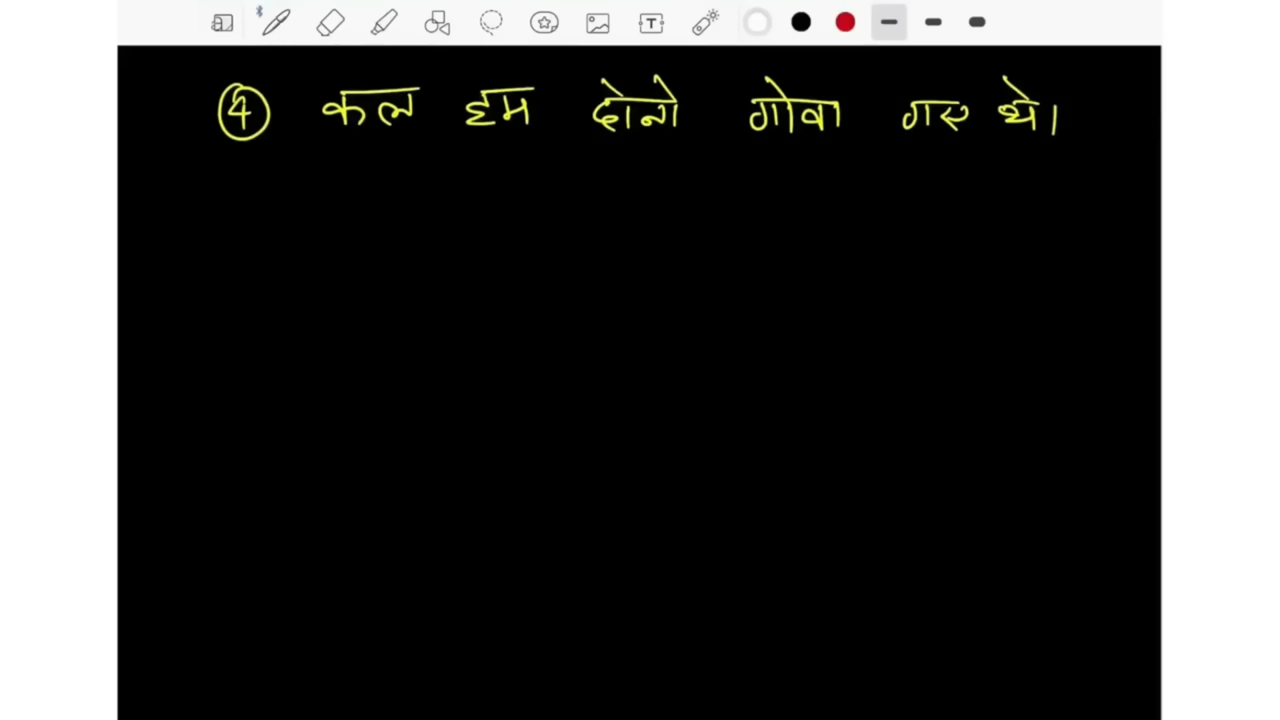 ④ कल हम दोनो गोवा गए थे।